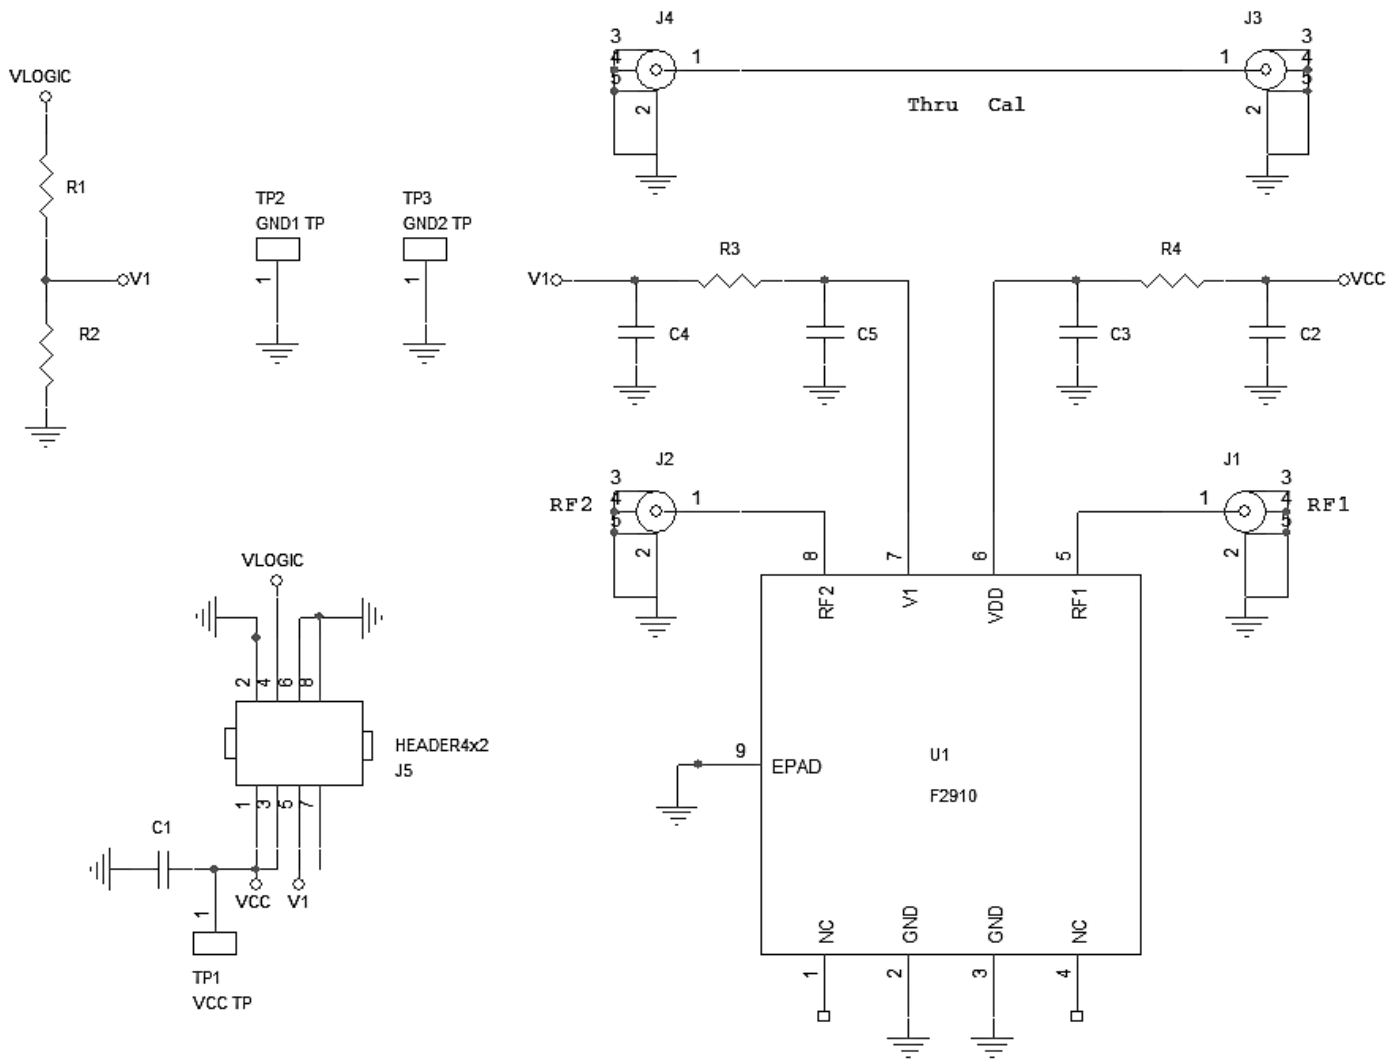 J4
J3
3
4
5
1
2
1
3
4
5
2
Thru Cal
VLOGIC
R1
V1
R2
TP2
GND1 TP
1
TP3
GND2 TP
1
V1
R3
C4
C5
R4
VCC
C3
C2
J2
RF2
3
4
5
1
2
J1
1
3
4
5
2
RF1
8
7
6
5
RF2
V1
VDD
RF1
9
EPAD
U1
F2910
NC
GND
GND
NC
1
2
3
4
VLOGIC
2
4
6
8
HEADER4x2
J5
1
3
5
7
C1
VCC
V1
1
TP1
VCC TP